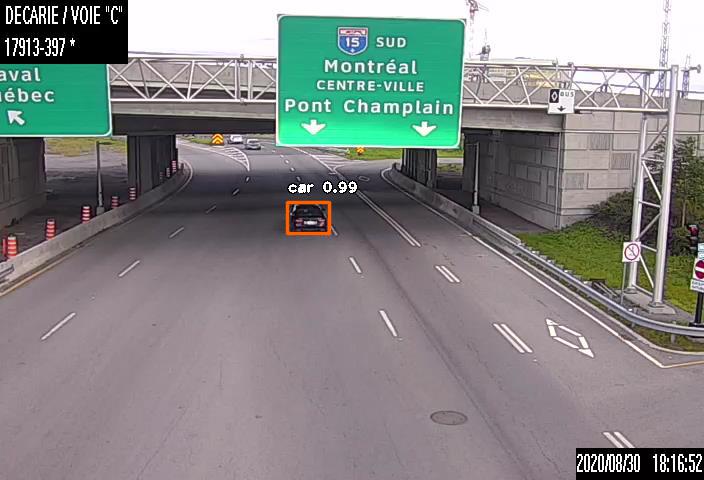 DECARIE / VOIE "C"
17913-397 *
aval
uébec
15 SUD
Montréal
CENTRE-VILLE
Pont Champlain
BUS
car 0.99
2020/08/30 18:16:52